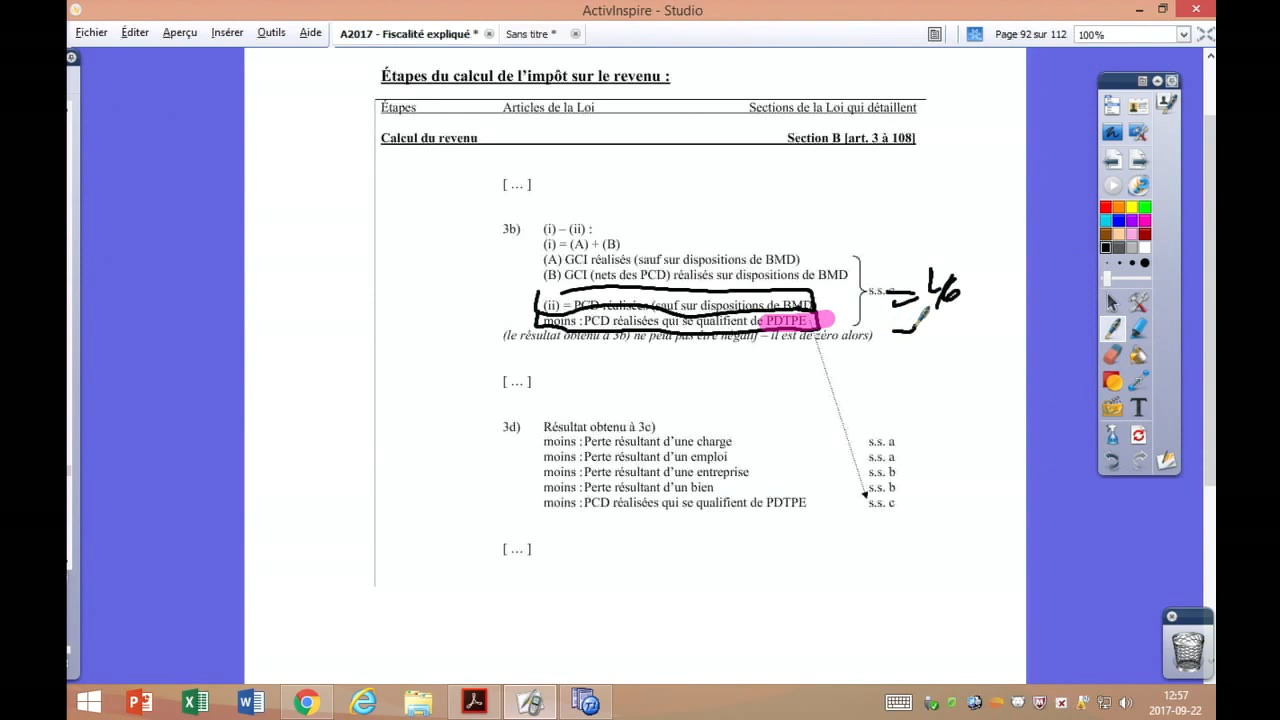 ActivInspire - Studio
Fichier Éditer Aperçu Insérer Outils Aide A2017 - Fiscalité expliqué * Sans titre * Page 92 sur 112 100%
Étapes du calcul de l'impôt sur le revenu :
Étapes Articles de la Loi Sections de la Loi qui détaillent
Calcul du revenu Section B [art. 3 à 108]
[ … ]
3b) (i) – (ii) :
(i) = (A) + (B)
(A) GCI réalisés (sauf sur dispositions de BMD)
(B) GCI (nets des PCD) réalisés sur dispositions de BMD
s.s.
(ii) = PCD réalisées (sauf sur dispositions de BMD)
moins : PCD réalisées qui se qualifient de PDTPE
(le résultat obtenu à 3b) ne peut pas être négatif – il est de zéro alors)
[ … ]
3d) Résultat obtenu à 3c)
moins : Perte résultant d'une charge s.s. a
moins : Perte résultant d'un emploi s.s. a
moins : Perte résultant d'une entreprise s.s. b
moins : Perte résultant d'un bien s.s. b
moins : PCD réalisées qui se qualifient de PDTPE s.s. c
[ … ]
12:57
2017-09-22